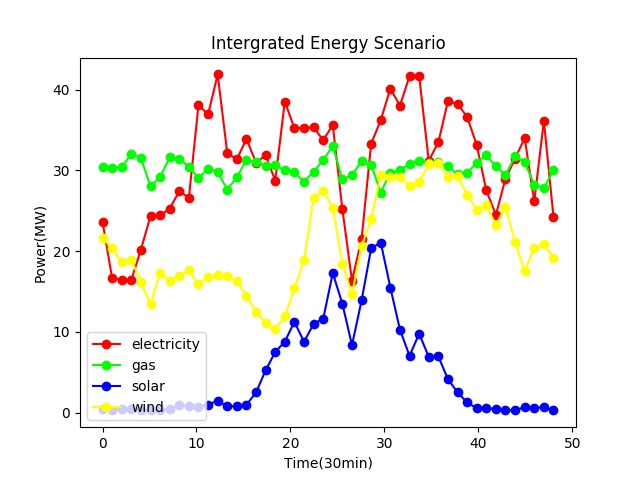 Intergrated Energy Scenario
Power(MW)
40
30
20
10
0
electricity
gas
solar
wind
0 10 20 30 40 50
Time(30min)